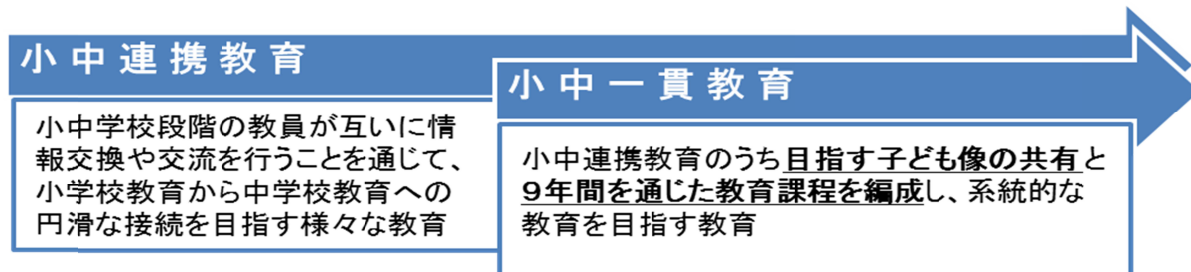 小中連携教育
小中学校段階の教員が互いに情
報交換や交流を行うことを通じて、
小学校教育から中学校教育への
円滑な接続を目指す様々な教育
小中一貫教育
小中連携教育のうち目指す子ども像の共有と
9年間を通じた教育課程を編成し、系統的な
教育を目指す教育